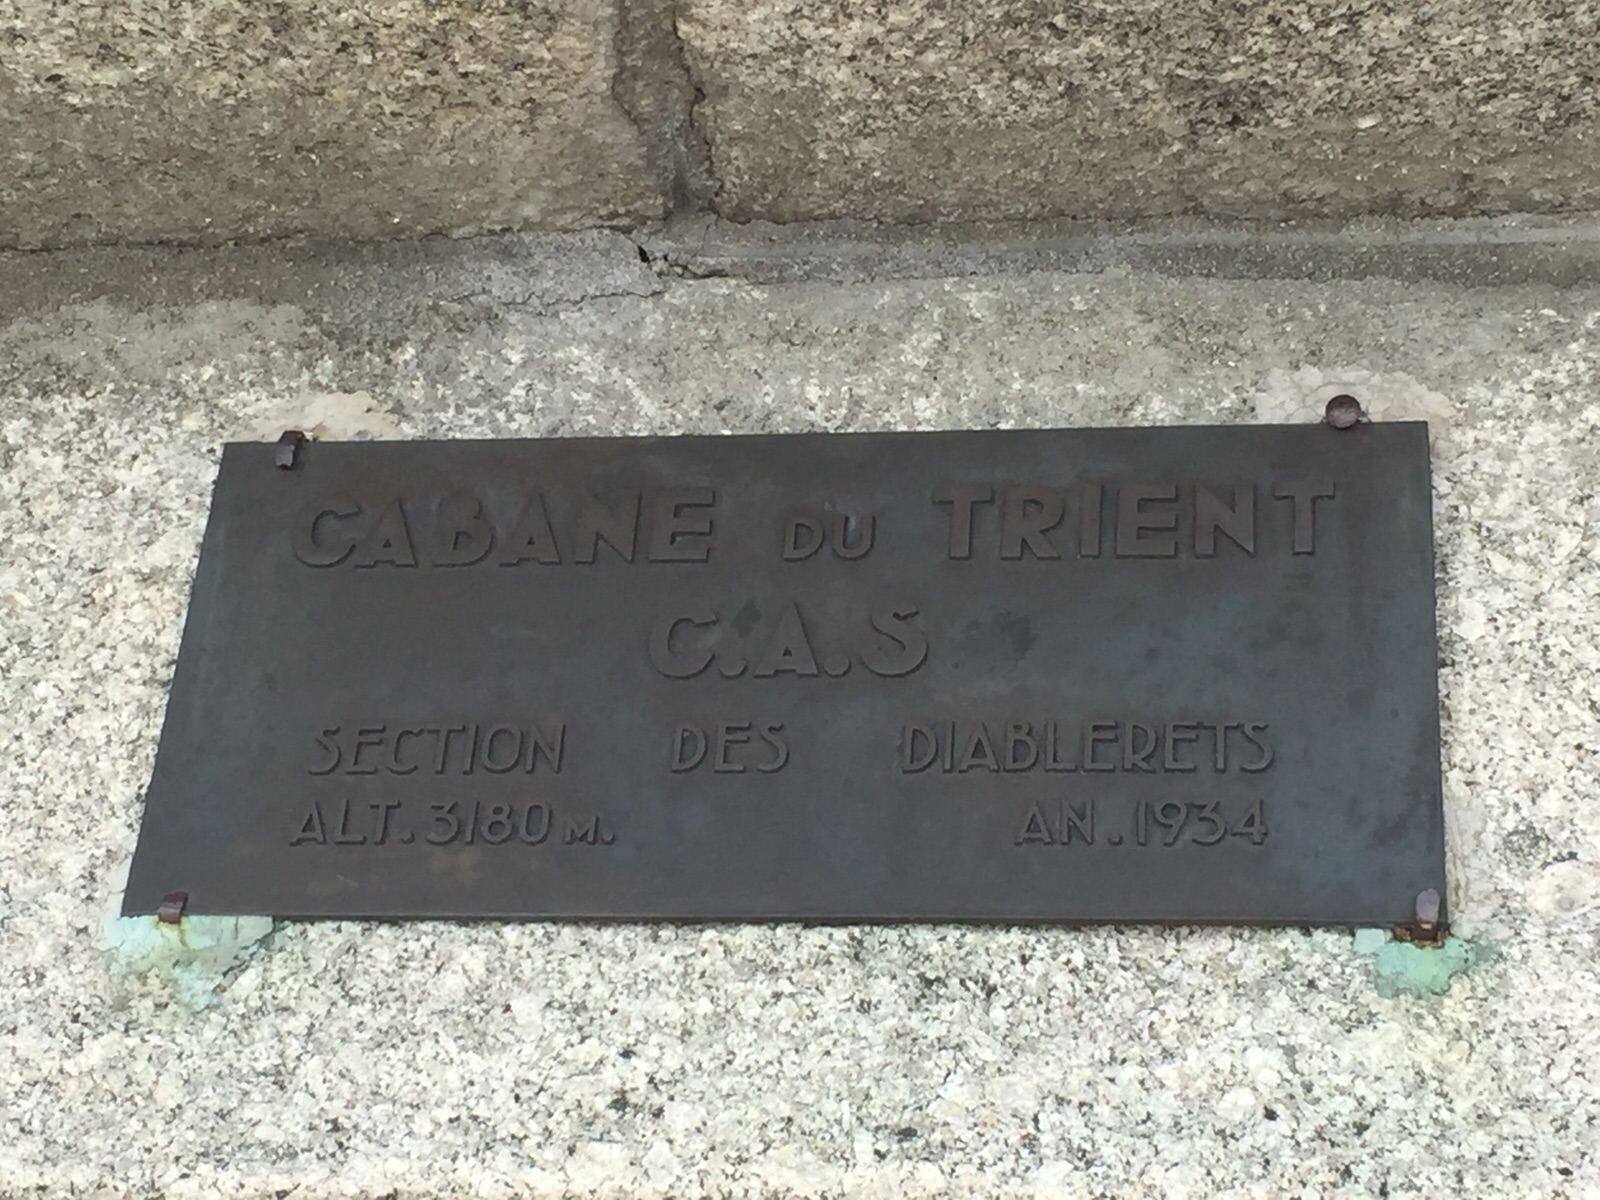 CABANE DU TRIENT
C.A.S
SECTION DES DIABLERETS
ALT. 3180 M. AN. 1934